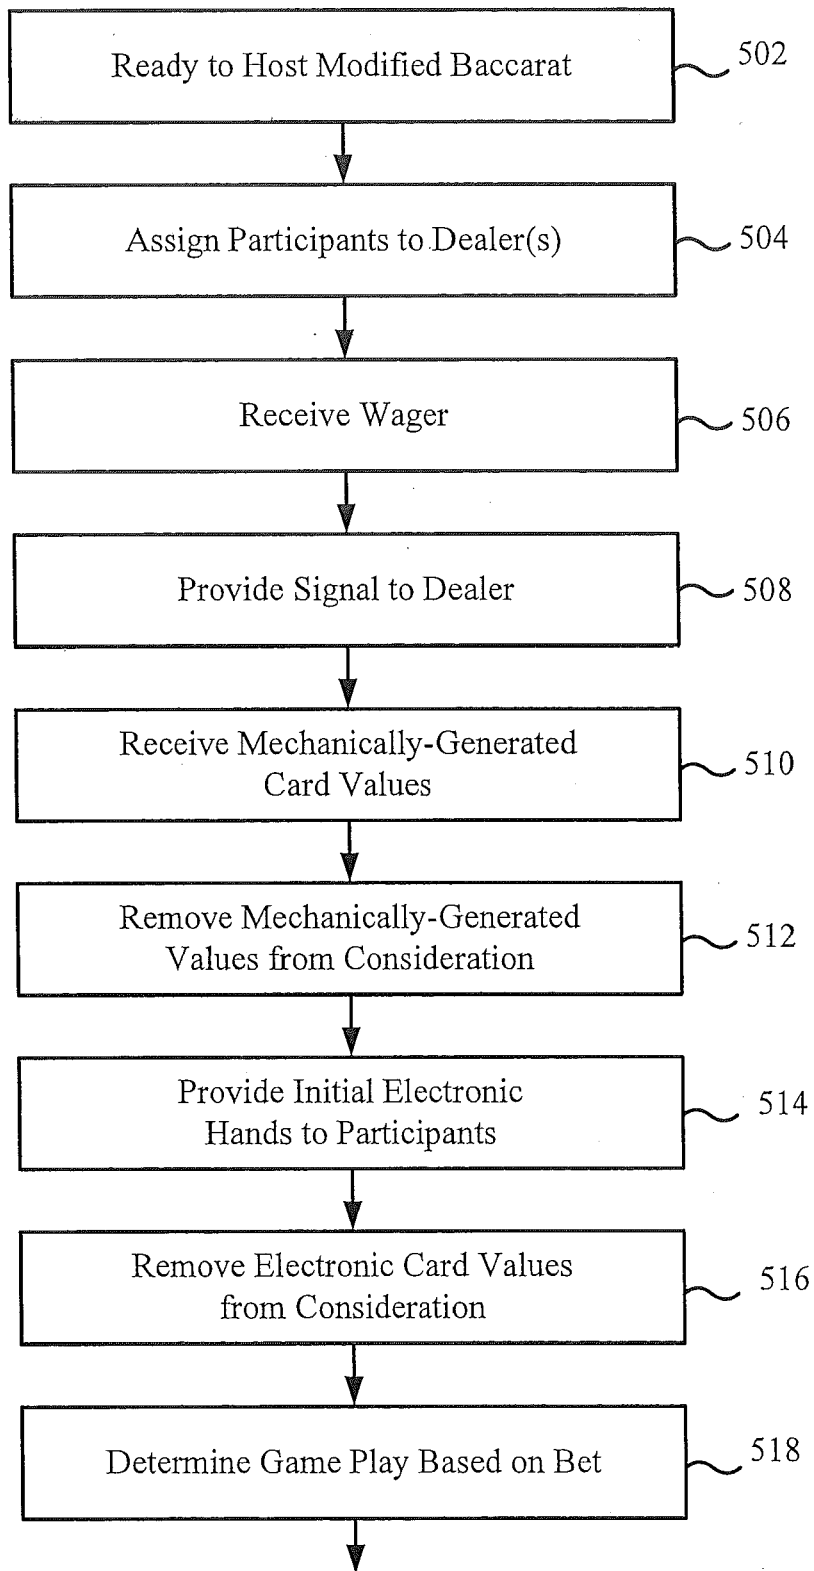 Ready to Host Modified Baccarat
502
Assign Participants to Dealer(s)
504
Receive Wager
506
Provide Signal to Dealer
508
Receive Mechanically-Generated
Card Values
510
Remove Mechanically-Generated
Values from Consideration
512
Provide Initial Electronic
Hands to Participants
514
Remove Electronic Card Values
from Consideration
516
Determine Game Play Based on Bet
518